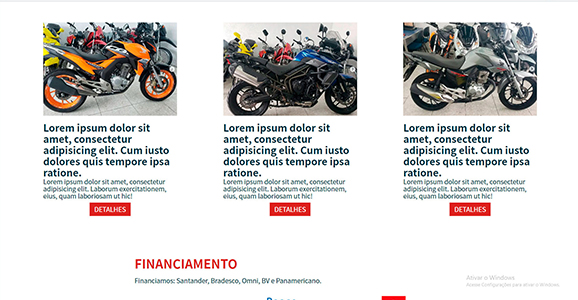 Lorem ipsum dolor sit
amet, consectetur
adipisicing elit. Cum iusto
dolores quis tempore ipsa
ratione.
Lorem ipsum dolor sit amet, consectetur
adipisicing elit. Laborum exercitationem,
eius, quam laboriosam ut hic!
DETALHES
Lorem ipsum dolor sit
amet, consectetur
adipisicing elit. Cum iusto
dolores quis tempore ipsa
ratione.
Lorem ipsum dolor sit amet, consectetur
adipisicing elit. Laborum exercitationem,
eius, quam laboriosam ut hic!
DETALHES
Lorem ipsum dolor sit
amet, consectetur
adipisicing elit. Cum iusto
dolores quis tempore ipsa
ratione.
Lorem ipsum dolor sit amet, consectetur
adipisicing elit. Laborum exercitationem,
eius, quam laboriosam ut hic!
DETALHES
FINANCIAMENTO
Financiamos: Santander, Bradesco, Omni, BV e Panamericano.
Ativar o Windows
Acesse Configurações para ativar o Windows.